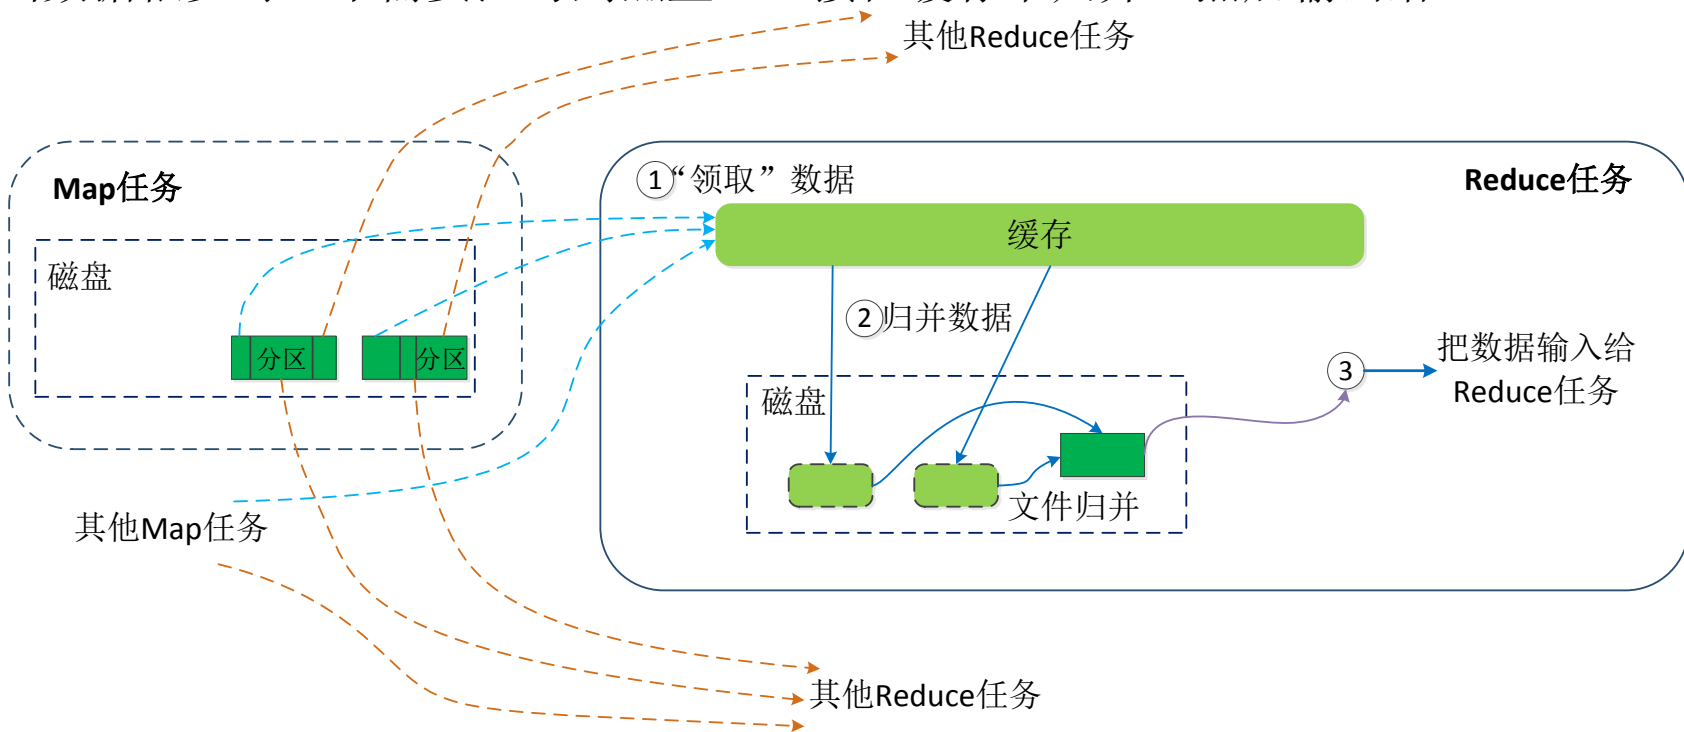 其他Reduce任务
Map任务
①“领取”数据
Reduce任务
缓存
磁盘
②归并数据
分区
分区
③
把数据输入给
Reduce任务
磁盘
文件归并
其他Map任务
其他Reduce任务